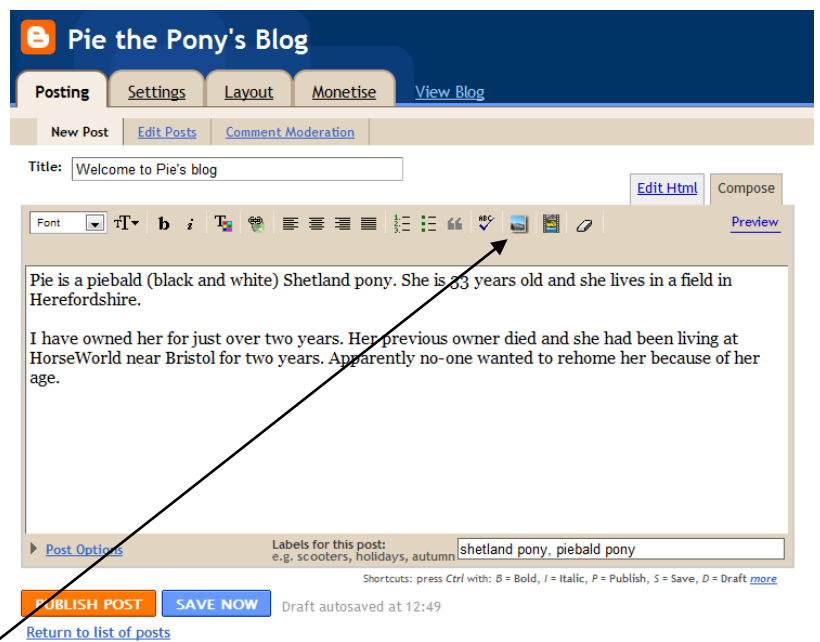 Pie the Pony's Blog
Posting Settings Layout Monetise View Blog
New Post Edit Posts Comment Moderation
Title: Welcome to Pie's blog
Edit Html Compose
Font T b i T ABC Preview
Pie is a piebald (black and white) Shetland pony. She is 33 years old and she lives in a field in
Herefordshire.
I have owned her for just over two years. Her previous owner died and she had been living at
HorseWorld near Bristol for two years. Apparently no-one wanted to rehome her because of her
age.
Post Options
Labels for this post:
e.g. scooters, holidays, autumn shetland pony, piebald pony
Shortcuts: press Ctrl with: B = Bold, I = Italic, P = Publish, S = Save, D = Draft more
PUBLISH POST SAVE NOW Draft autosaved at 12:49
Return to list of posts